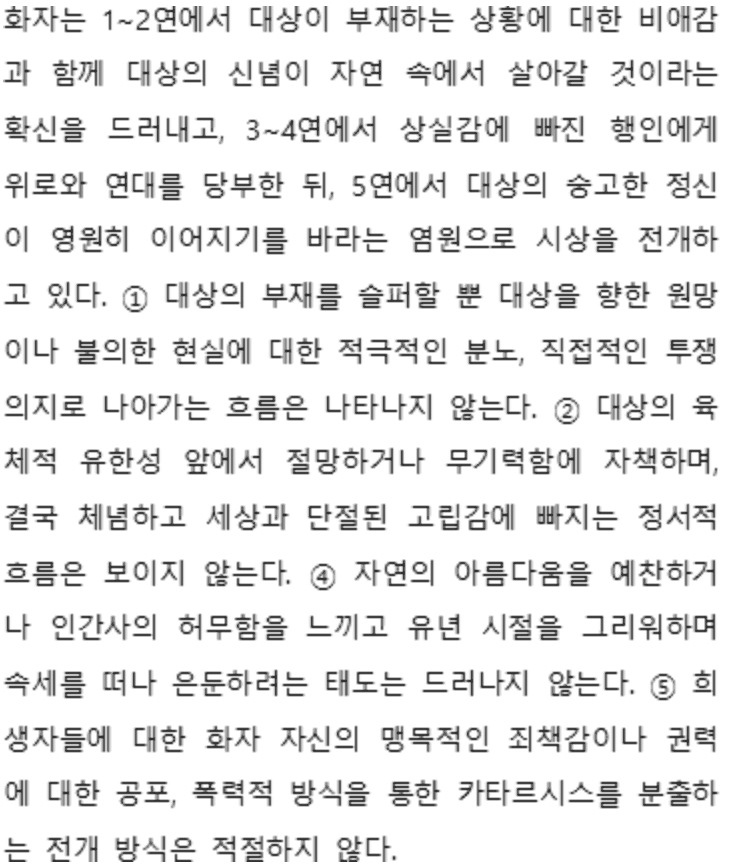 화자는 1~2연에서 대상이 부재하는 상황에 대한 비애감
과 함께 대상의 신념이 자연 속에서 살아갈 것이라는
확신을 드러내고, 3~4연에서 상실감에 빠진 행인에게
위로와 연대를 당부한 뒤, 5연에서 대상의 숭고한 정신
이 영원히 이어지기를 바라는 염원으로 시상을 전개하
고 있다. ① 대상의 부재를 슬퍼할 뿐 대상을 향한 원망
이나 불의한 현실에 대한 적극적인 분노, 직접적인 투쟁
의지로 나아가는 흐름은 나타나지 않는다. ② 대상의 육
체적 유한성 앞에서 절망하거나 무기력함에 자책하며,
결국 체념하고 세상과 단절된 고립감에 빠지는 정서적
흐름은 보이지 않는다. ④ 자연의 아름다움을 예찬하거
나 인간사의 허무함을 느끼고 유년 시절을 그리워하며
속세를 떠나 은둔하려는 태도는 드러나지 않는다. ⑤ 희
생자들에 대한 화자 자신의 맹목적인 죄책감이나 권력
에 대한 공포, 폭력적 방식을 통한 카타르시스를 분출하
는 전개 방식은 적절하지 않다.